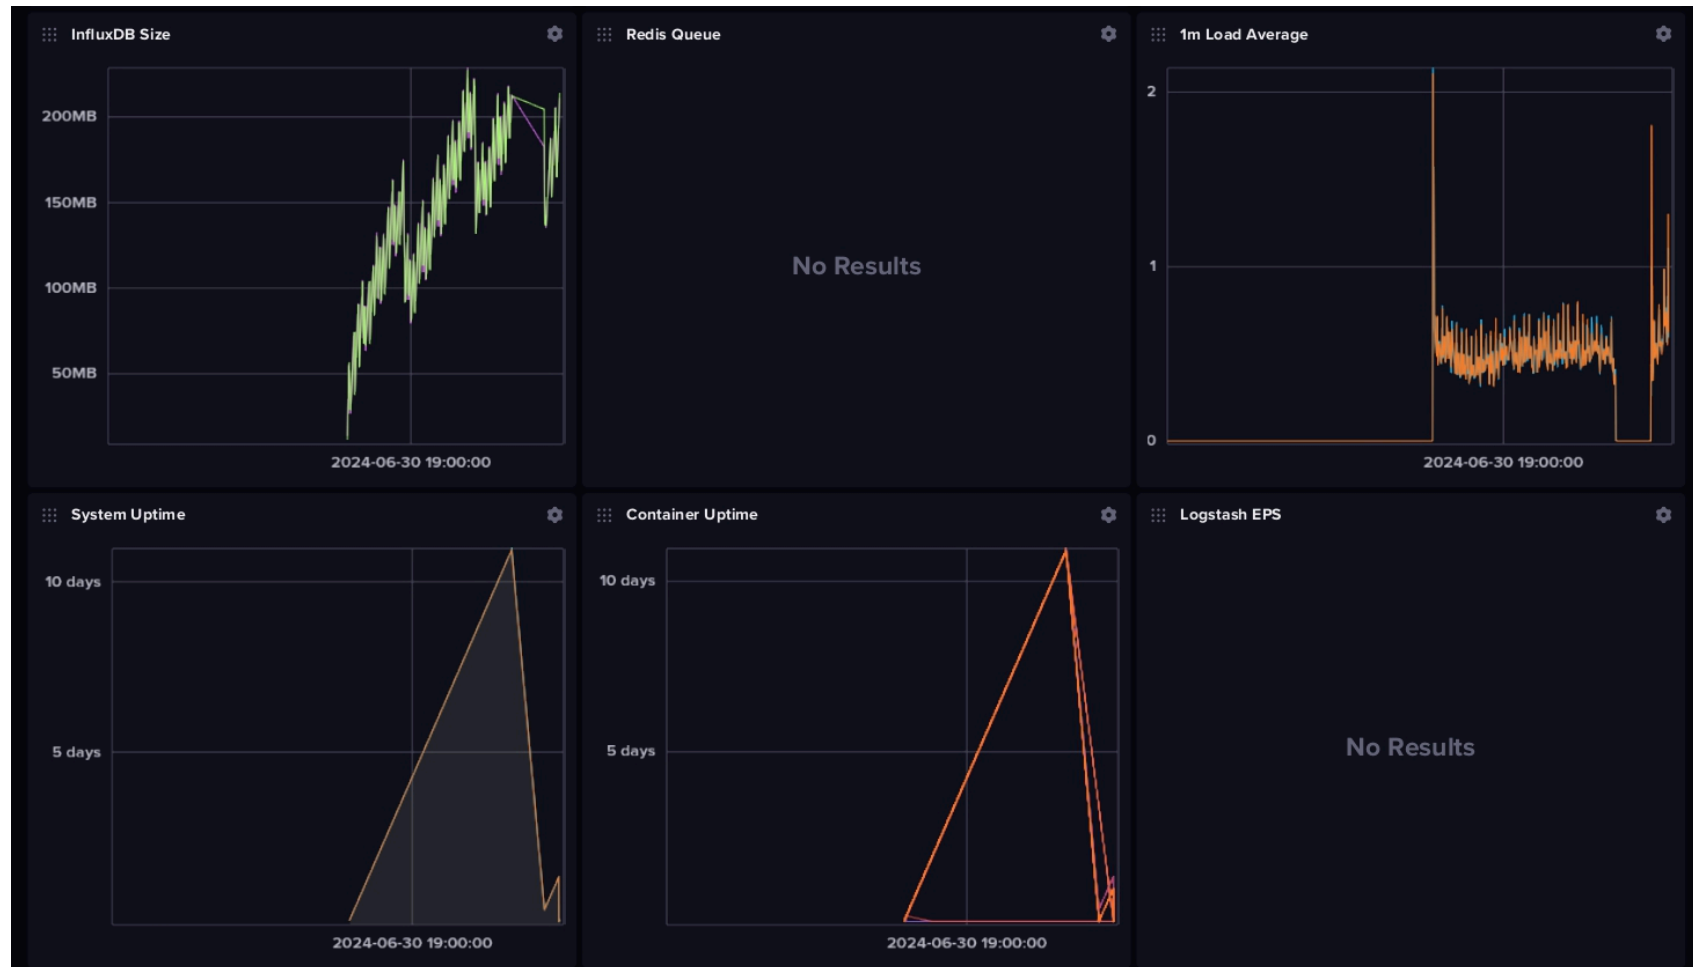 InfluxDB Size
200MB
150MB
100MB
50MB
2024-06-30 19:00:00
Redis Queue
No Results
1m Load Average
2
1
0
2024-06-30 19:00:00
System Uptime
10 days
5 days
2024-06-30 19:00:00
Container Uptime
10 days
5 days
2024-06-30 19:00:00
Logstash EPS
No Results